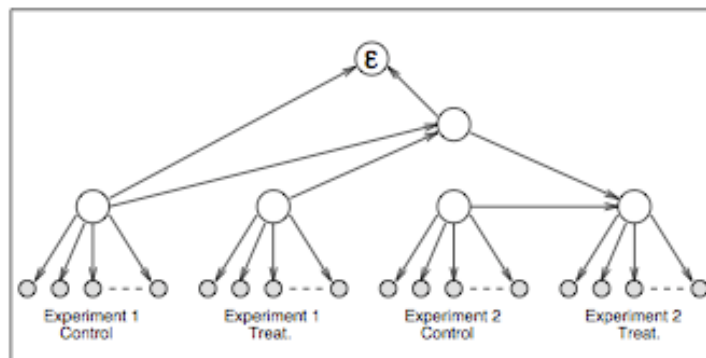 ε
Experiment 1
Control
Experiment 1
Treat.
Experiment 2
Control
Experiment 2
Treat.